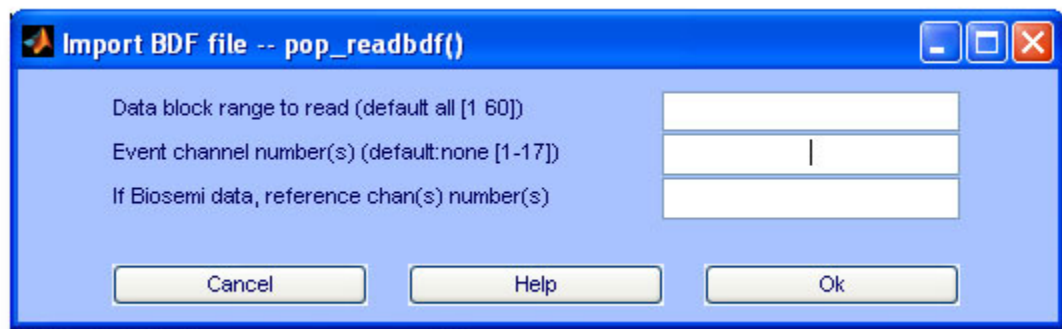 Import BDF file -- pop_readbdf()
Data block range to read (default all [1 60])
Event channel number(s) (default:none [1-17])
If Biosemi data, reference chan(s) number(s)
Cancel Help Ok